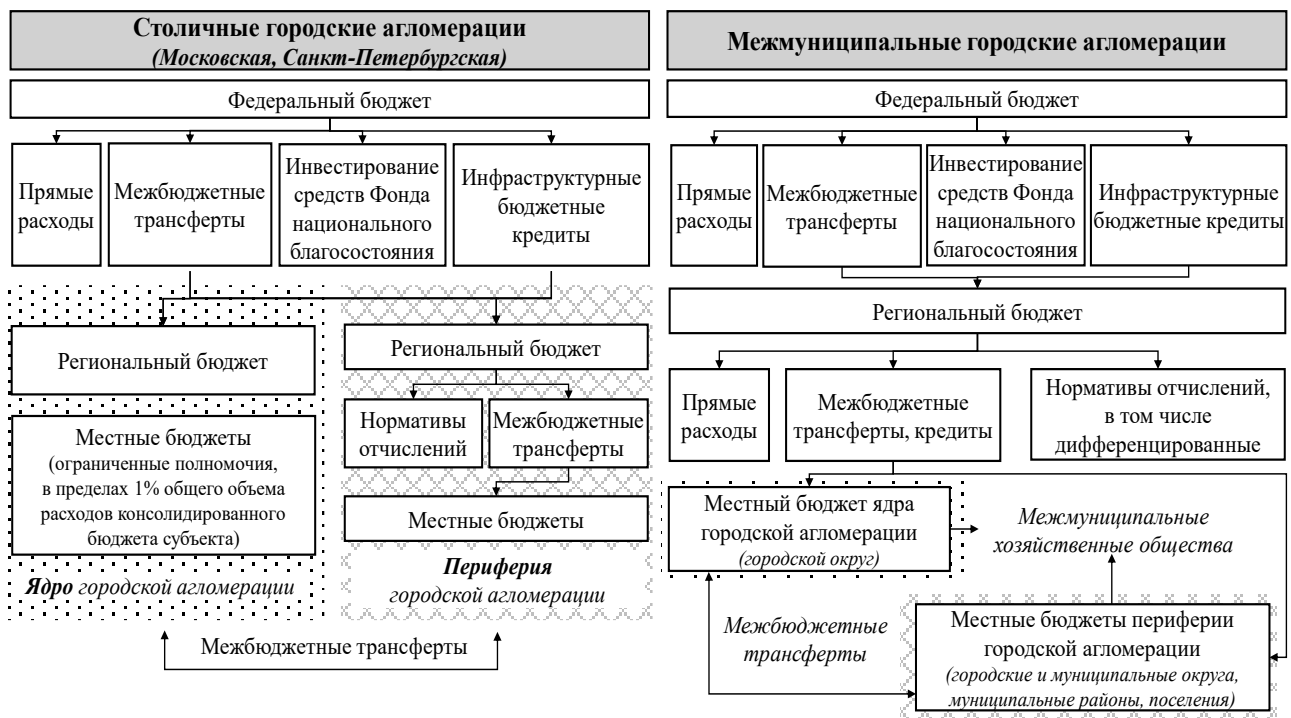 Столичные городские агломерации
(Московская, Санкт-Петербургская)
Федеральный бюджет
Прямые
расходы
Межбюджетные
трансферты
Инвестирование
средств Фонда
национального
благосостояния
Инфраструктурные
бюджетные
кредиты
Региональный бюджет
Местные бюджеты
(ограниченные полномочия,
в пределах 1% общего объема
расходов консолидированного
бюджета субъекта)
Ядро городской агломерации
Региональный бюджет
Нормативы
отчислений
Межбюджетные
трансферты
Местные бюджеты
Периферия
городской агломерации
Межбюджетные трансферты
Межмуниципальные городские агломерации
Федеральный бюджет
Прямые
расходы
Межбюджетные
трансферты
Инвестирование
средств Фонда
национального
благосостояния
Инфраструктурные
бюджетные кредиты
Региональный бюджет
Прямые
расходы
Межбюджетные
трансферты, кредиты
Нормативы отчислений,
в том числе
дифференцированные
Местный бюджет ядра
городской агломерации
(городской округ)
Межмуниципальные
хозяйственные общества
Межбюджетные
трансферты
Местные бюджеты периферии
городской агломерации
(городские и муниципальные округа,
муниципальные районы, поселения)